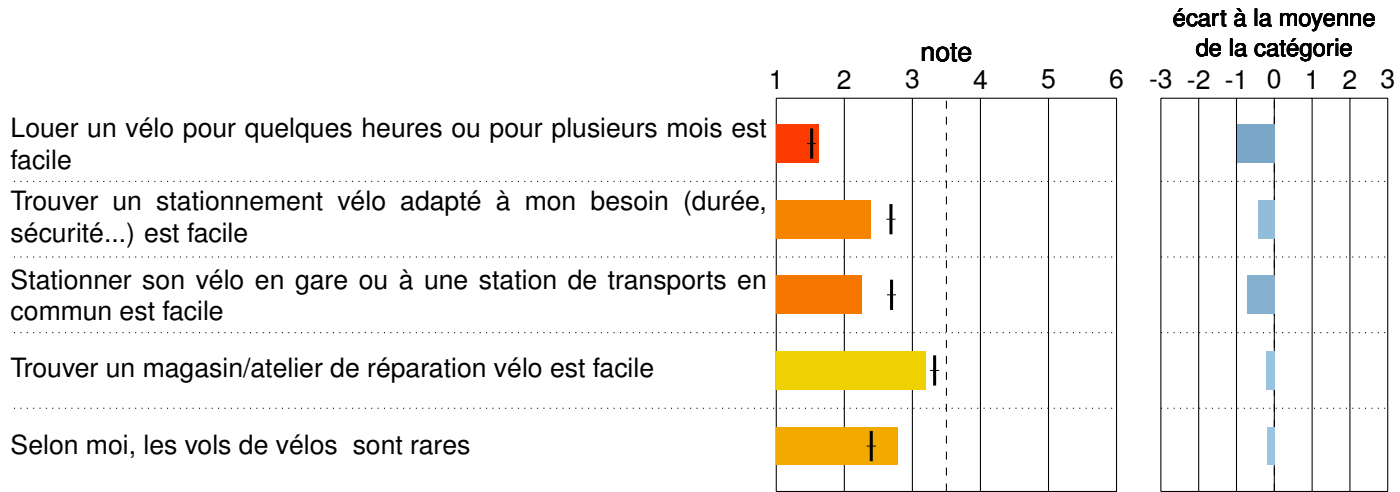 écart à la moyenne
de la catégorie
note
1 2 3 4 5 6
-3 -2 -1 0 1 2 3
Louer un vélo pour quelques heures ou pour plusieurs mois est
facile
Trouver un stationnement vélo adapté à mon besoin (durée,
sécurité...) est facile
Stationner son vélo en gare ou à une station de transports en
commun est facile
Trouver un magasin/atelier de réparation vélo est facile
Selon moi, les vols de vélos sont rares